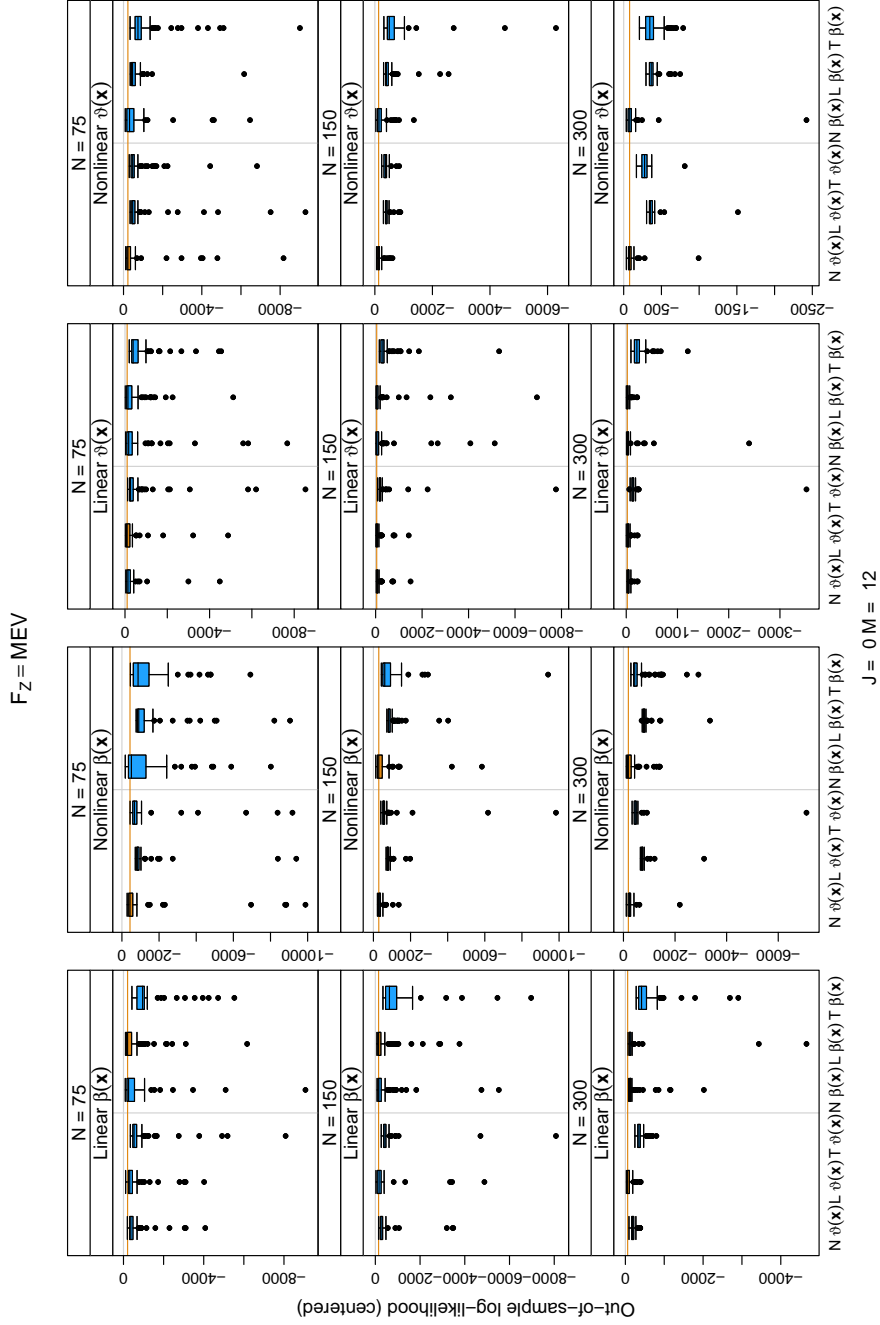 F_Z = MEV
Out−of−sample log−likelihood (centered)
N = 75
Linear β(x)
0
−4000
−8000
N = 75
Nonlinear β(x)
0
−2000
−6000
−10000
N = 75
Linear ϑ(x)
0
−4000
−8000
N = 75
Nonlinear ϑ(x)
0
−4000
−8000
N = 150
Linear β(x)
0
−2000
−4000
−6000
−8000
N = 150
Nonlinear β(x)
0
−2000
−6000
−10000
N = 150
Linear ϑ(x)
0
−2000
−4000
−6000
−8000
N = 150
Nonlinear ϑ(x)
0
−2000
−4000
−6000
N = 300
Linear β(x)
0
−2000
−4000
N = 300
Nonlinear β(x)
0
−2000
−4000
−6000
N = 300
Linear ϑ(x)
0
−1000
−2000
−3000
N = 300
Nonlinear ϑ(x)
0
−500
−1500
−2500
N ϑ(x) L ϑ(x) T ϑ(x) N β(x) L β(x) T β(x)
N ϑ(x) L ϑ(x) T ϑ(x) N β(x) L β(x) T β(x)
N ϑ(x) L ϑ(x) T ϑ(x) N β(x) L β(x) T β(x)
N ϑ(x) L ϑ(x) T ϑ(x) N β(x) L β(x) T β(x)
J = 0 M = 12